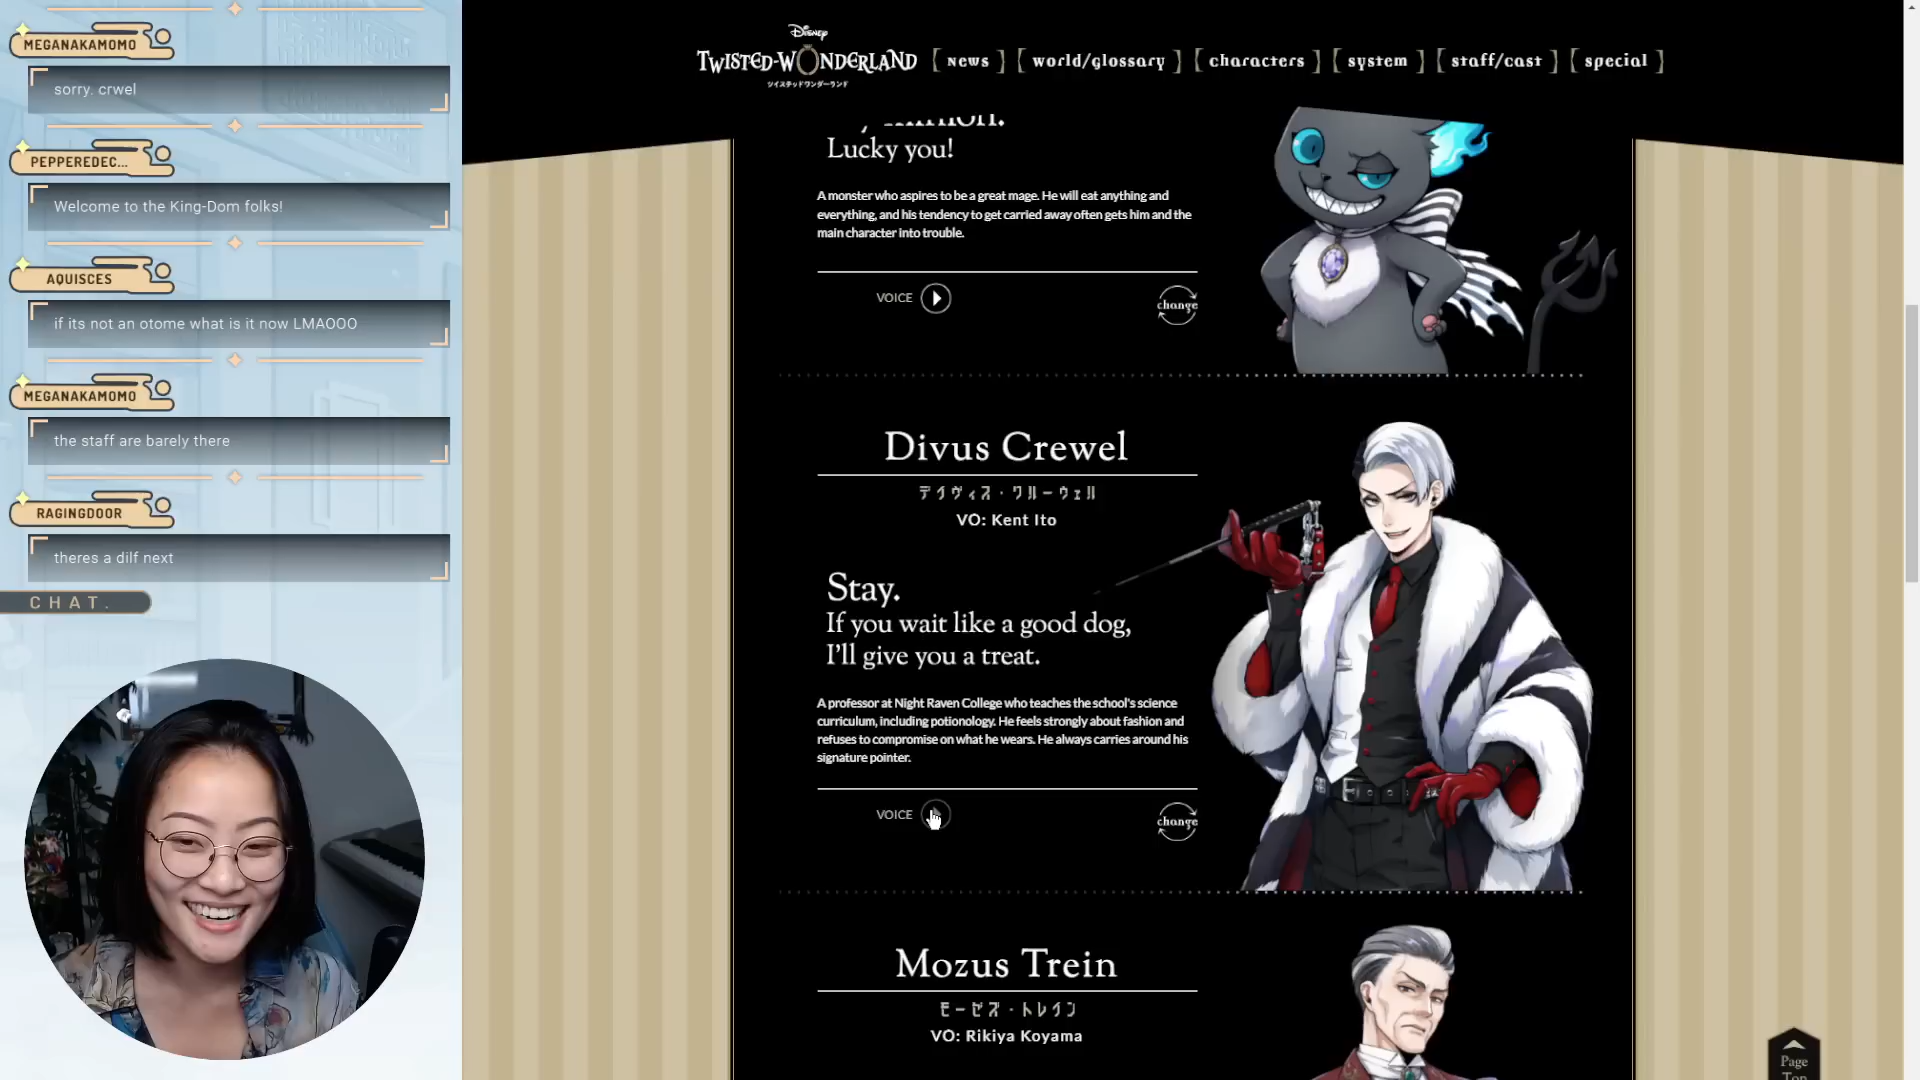 MEGANAKAMOMO
sorry. crwel
PEPPEREDEC...
Welcome to the King-Dom folks!
AQUISCES
if its not an otome what is it now LMAOOO
MEGANAKAMOMO
the staff are barely there
RAGINGDOOR
theres a dilf next
CHAT.
Disney
TWISTED-WONDERLAND
ツイステッドワンダーランド
[ news ] [ world/glossary ] [ characters ] [ system ] [ staff/cast ] [ special ]
Lucky you!
A monster who aspires to be a great mage. He will eat anything and
everything, and his tendency to get carried away often gets him and the
main character into trouble.
VOICE
change
Divus Crewel
デイヴィス・クルーウェル
VO: Kent Ito
Stay.
If you wait like a good dog,
I'll give you a treat.
A professor at Night Raven College who teaches the school's science
curriculum, including potionology. He feels strongly about fashion and
refuses to compromise on what he wears. He always carries around his
signature pointer.
VOICE
change
Mozus Trein
モーゼズ・トレイン
VO: Rikiya Koyama
Page
Top